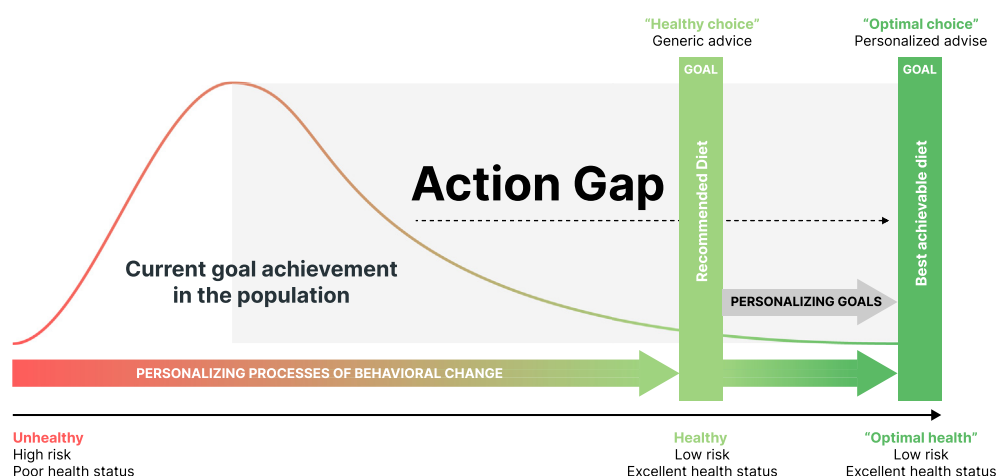 “Healthy choice”
Generic advice
“Optimal choice”
Personalized advise
GOAL
GOAL
Recommended Diet
Best achievable diet
Action Gap
Current goal achievement
in the population
PERSONALIZING GOALS
PERSONALIZING PROCESSES OF BEHAVIORAL CHANGE
Unhealthy
High risk
Poor health status
Healthy
Low risk
Excellent health status
“Optimal health”
Low risk
Excellent health status